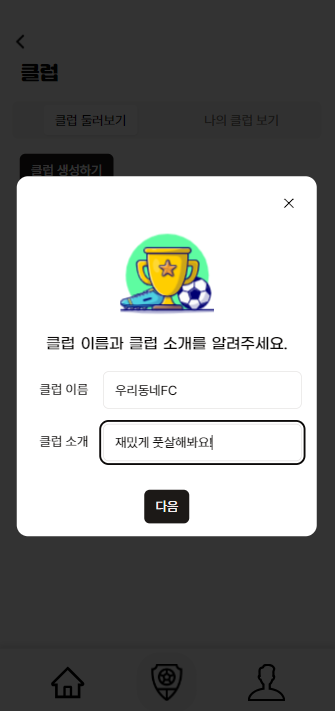 클럽
클럽 둘러보기
나의 클럽 보기
클럽 생성하기
클럽 이름과 클럽 소개를 알려주세요.
클럽 이름
우리동네FC
클럽 소개
재밌게 풋살해봐요!
다음